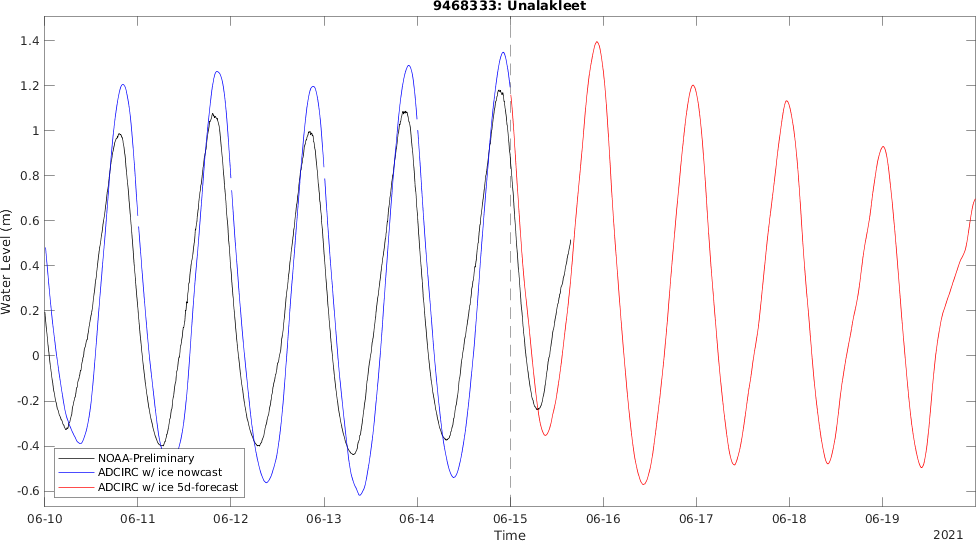 9468333: Unalakleet
1.4
1.2
1
0.8
0.6
0.4
0.2
0
-0.2
-0.4
-0.6
Water Level (m)
NOAA-Preliminary
ADCIRC w/ ice nowcast
ADCIRC w/ ice 5d-forecast
06-10 06-11 06-12 06-13 06-14 06-15 06-16 06-17 06-18 06-19
Time
2021